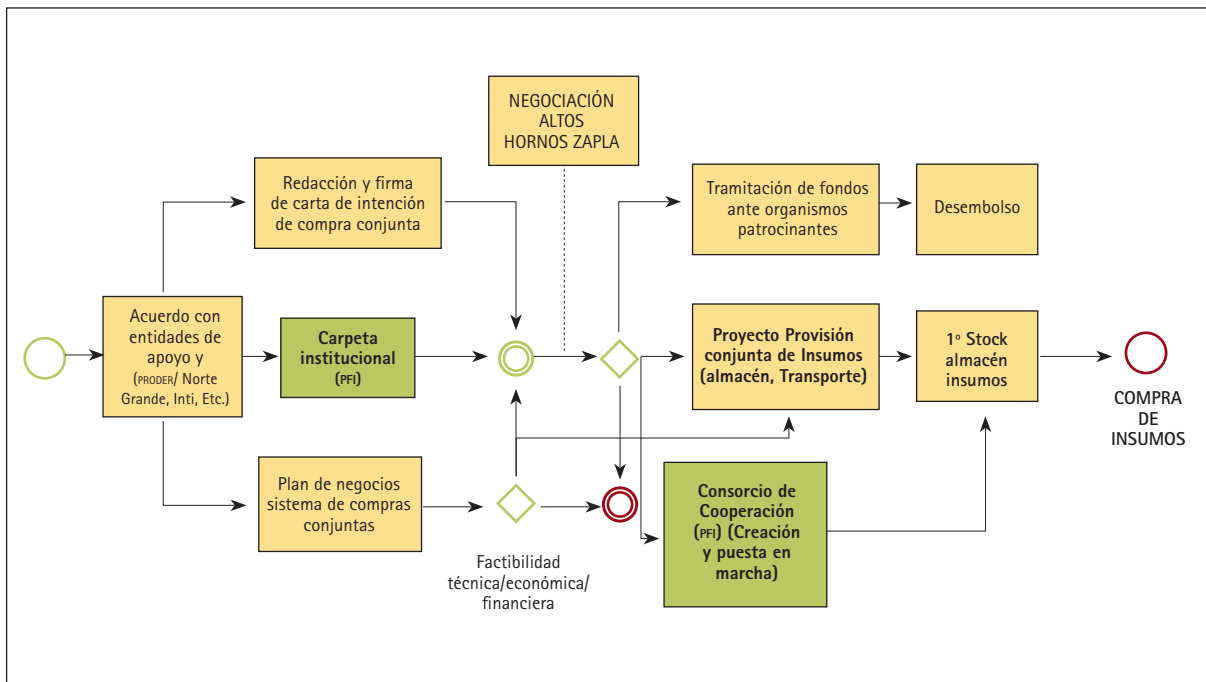 NEGOCIACIÓN
ALTOS
HORNOS ZAPLA
Redacción y firma
de carta de intención
de compra conjunta
Tramitación de fondos
ante organismos
patrocinantes
Desembolso
Acuerdo con
entidades de
apoyo y
(PRODER/ Norte
Grande, Inti, Etc.)
Carpeta
institucional
(PFI)
Proyecto Provisión
conjunta de Insumos
(almacén, Transporte)
1º Stock
almacén
insumos
COMPRA
DE
INSUMOS
Plan de negocios
sistema de compras
conjuntas
Factibilidad
técnica/económica/
financiera
Consorcio de
Cooperación
(PFI) (Creación
y puesta en
marcha)